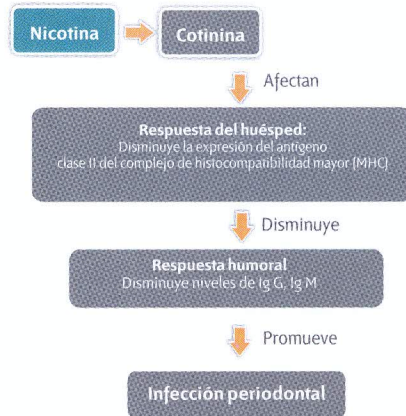 Nicotina
Cotinina
Afectan
Respuesta del huésped:
Disminuye la expresión del antígeno
clase II del complejo de histocompatibilidad mayor (MHC)
Disminuye
Respuesta humoral
Disminuye niveles de Ig G, Ig M
Promueve
Infección periodontal